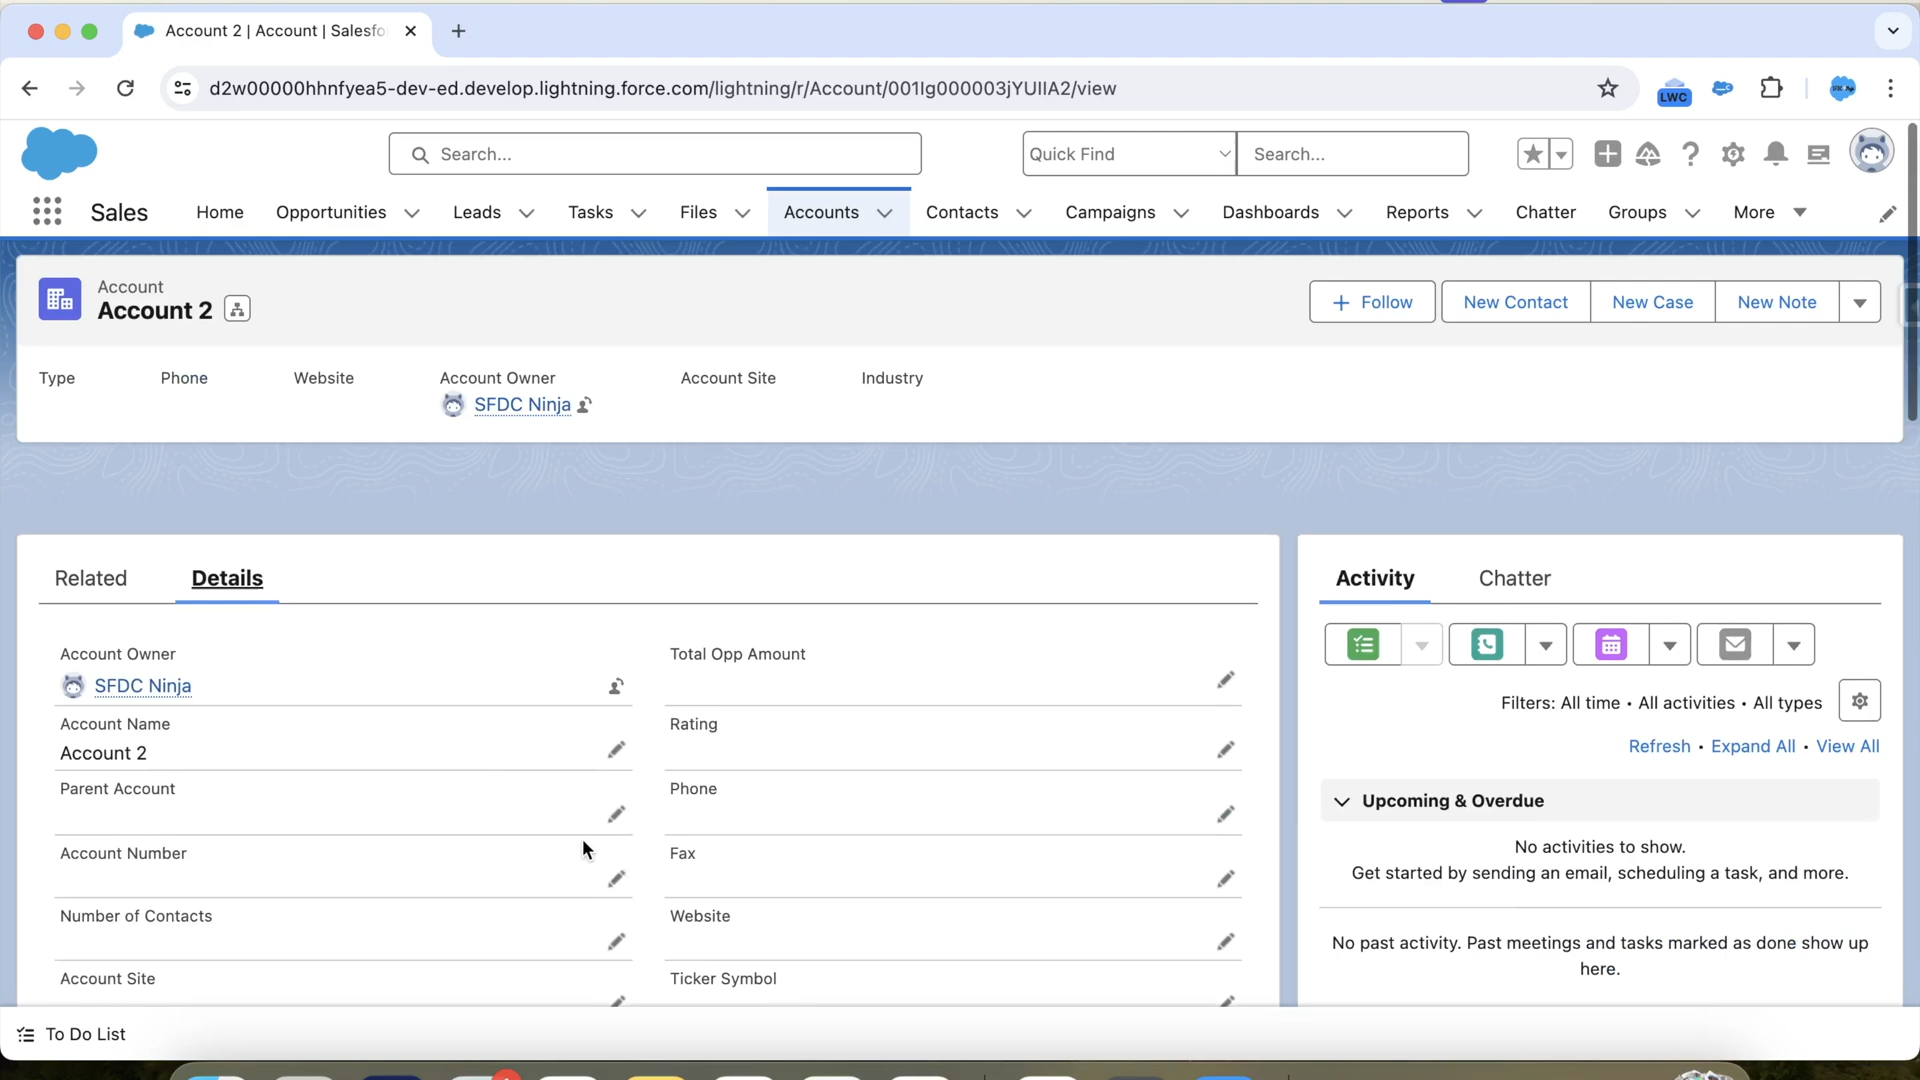 Account 2 | Account | Salesfo
d2w00000hhnfyea5-dev-ed.develop.lightning.force.com/lightning/r/Account/001Ig000003jYUIIA2/view
LWC
Search...
Quick Find
Search...
Sales
Home
Opportunities
Leads
Tasks
Files
Accounts
Contacts
Campaigns
Dashboards
Reports
Chatter
Groups
More
Account
Account 2
Follow
New Contact
New Case
New Note
Type
Phone
Website
Account Owner
Account Site
Industry
SFDC Ninja
Related
Details
Account Owner
SFDC Ninja
Total Opp Amount
Account Name
Account 2
Rating
Parent Account
Phone
Account Number
Fax
Number of Contacts
Website
Account Site
Ticker Symbol
Activity
Chatter
Filters: All time • All activities • All types
Refresh • Expand All • View All
Upcoming & Overdue
No activities to show.
Get started by sending an email, scheduling a task, and more.
No past activity. Past meetings and tasks marked as done show up
here.
To Do List